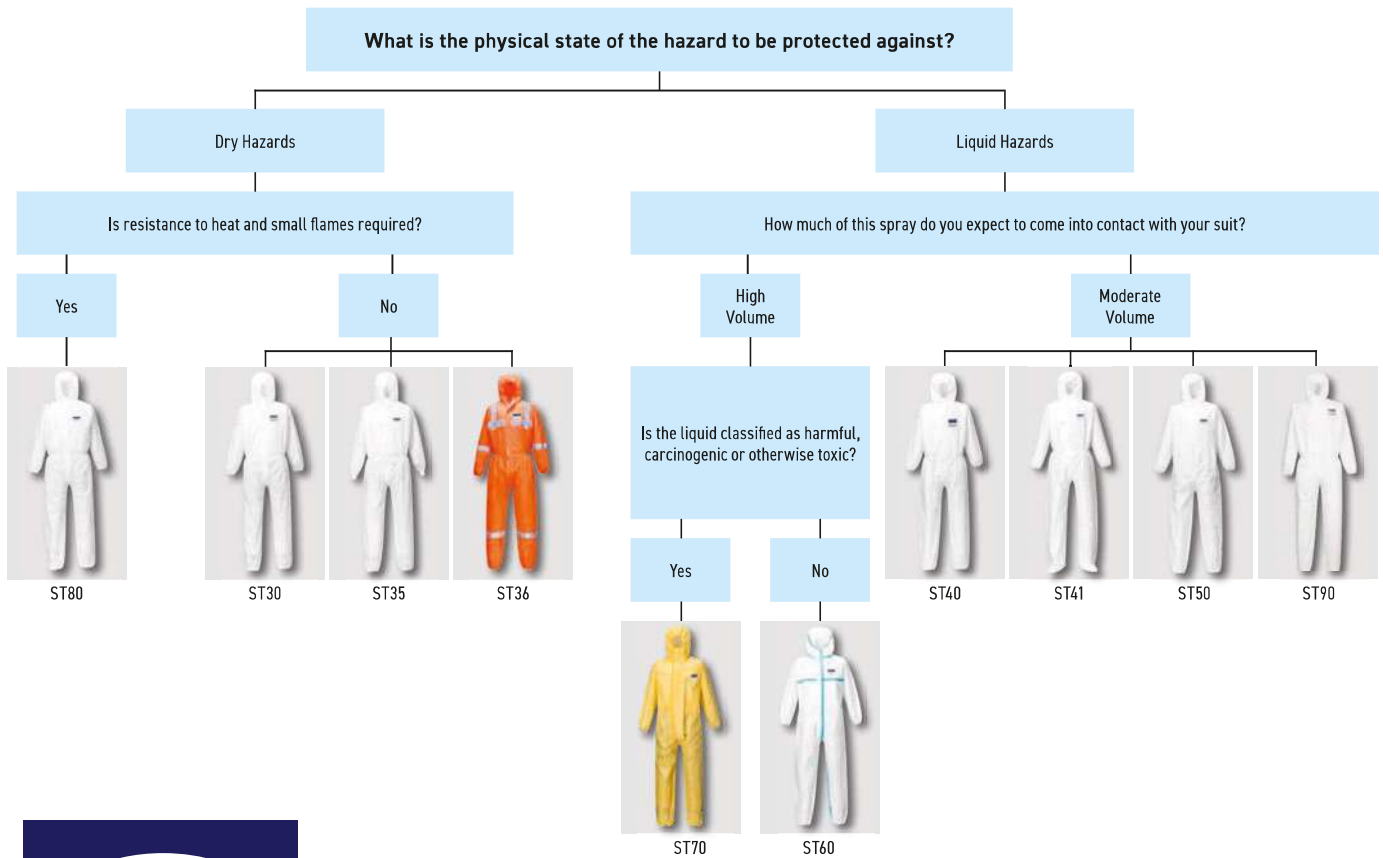 What is the physical state of the hazard to be protected against?
Dry Hazards
Liquid Hazards
Is resistance to heat and small flames required?
How much of this spray do you expect to come into contact with your suit?
Yes
No
High
Volume
Moderate
Volume
Is the liquid classified as harmful,
carcinogenic or otherwise toxic?
Yes
No
ST80
ST30
ST35
ST36
ST40
ST41
ST50
ST90
ST70
ST60